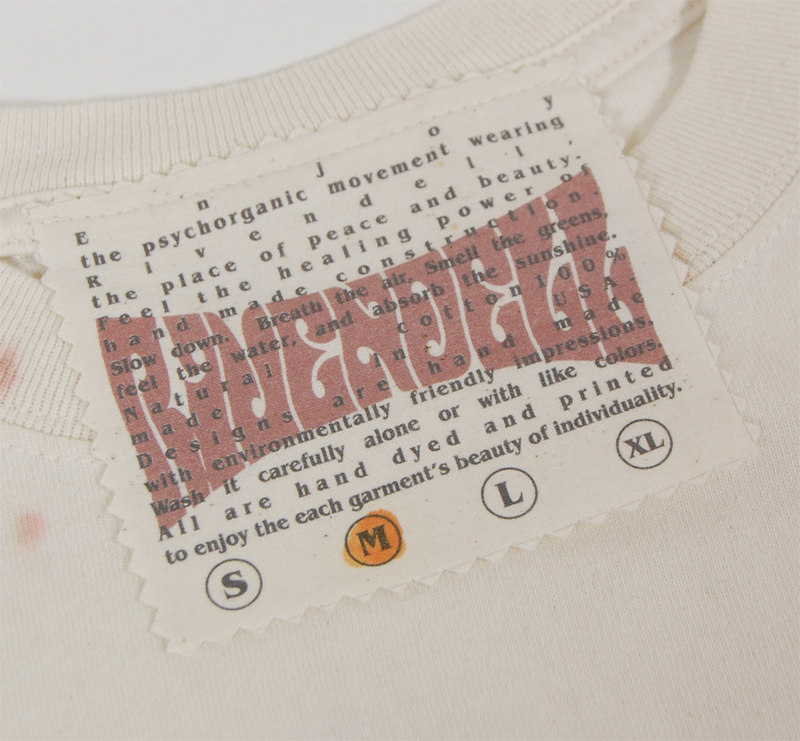 Enjoy
the psychorganic movement wearing
Rivendell,
the place of peace and beauty.
Feel the healing power of
hand made construction.
Slow down. Breath the air. Smell the greens,
feel the water, and absorb the sunshine.
Natural cotton 100%
made in USA.
Designs are hand made
with environmentally friendly impressions.
Wash it carefully alone or with like colors.
All are hand dyed and printed
to enjoy the each garment's beauty of individuality.
RIVENDELL
S M L XL